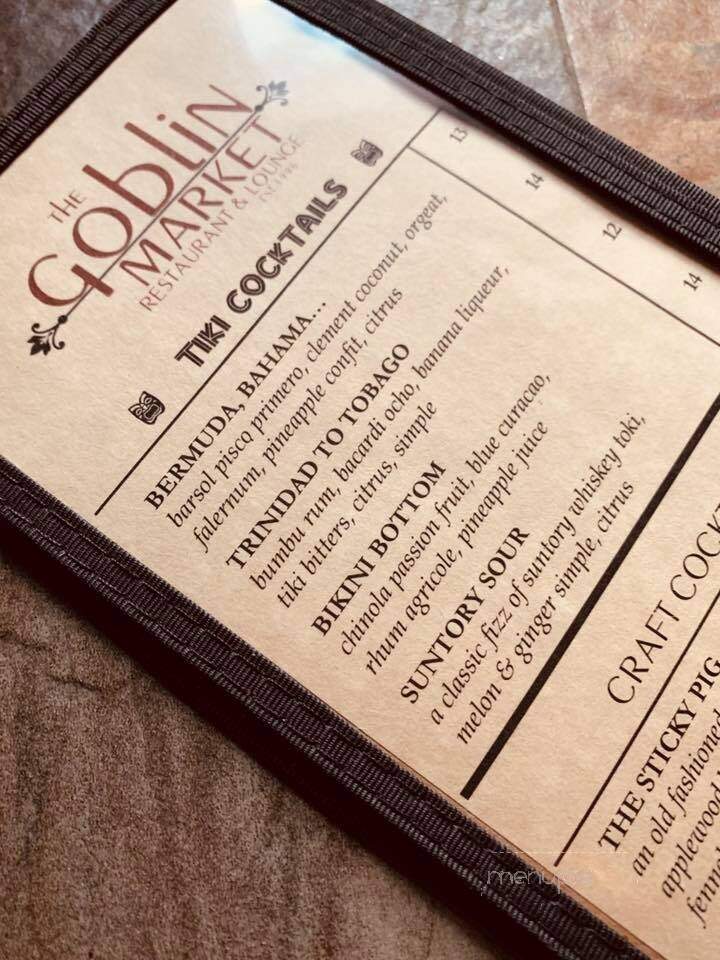 THE
Goblin
MARKET
RESTAURANT & LOUNGE
EST. 1996
TIKI COCKTAILS
BERMUDA, BAHAMA... 13
barsol pisco primero, clement coconut, orgeat,
falernum, pineapple confit, citrus
TRINIDAD TO TOBAGO 14
bumbu rum, bacardi ocho, banana liqueur,
tiki bitters, citrus, simple
BIKINI BOTTOM 12
chinola passion fruit, blue curacao,
rhum agricole, pineapple juice
SUNTORY SOUR 14
a classic fizz of suntory whiskey toki,
melon & ginger simple, citrus
CRAFT COCK
THE STICKY PIG
an old fashioned
applewood